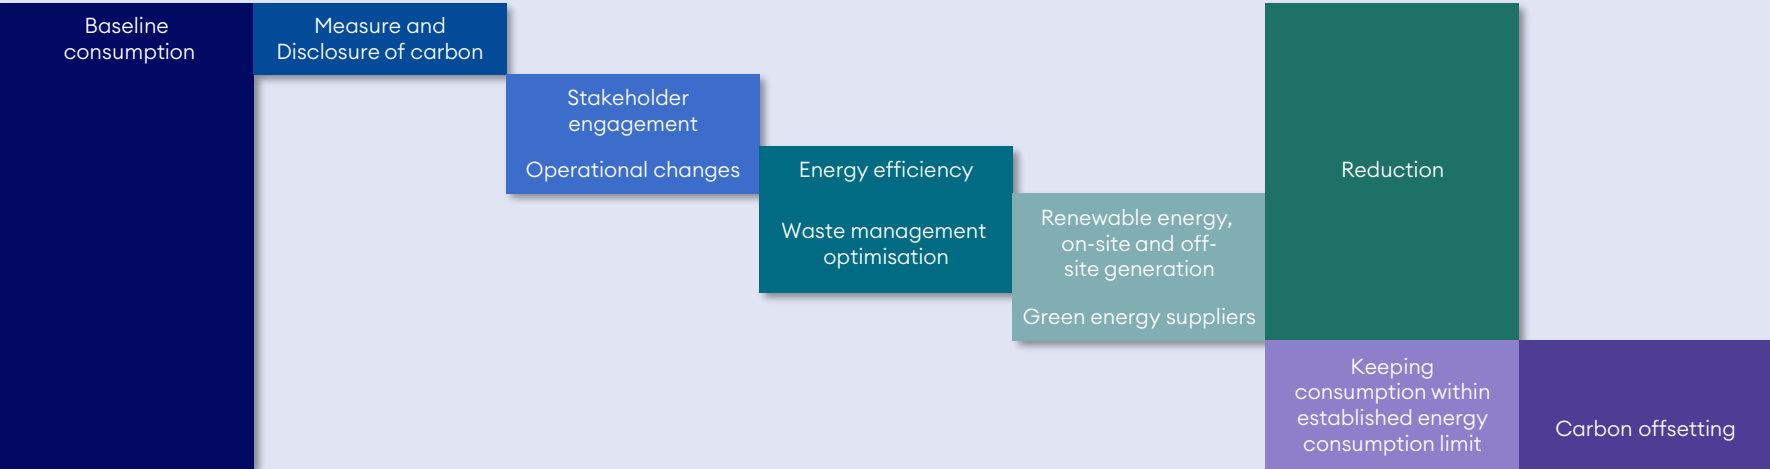 Baseline
consumption
Measure and
Disclosure of carbon
Stakeholder
engagement
Operational changes
Energy efficiency
Waste management
optimisation
Renewable energy,
on-site and off-
site generation
Green energy suppliers
Reduction
Keeping
consumption within
established energy
consumption limit
Carbon offsetting